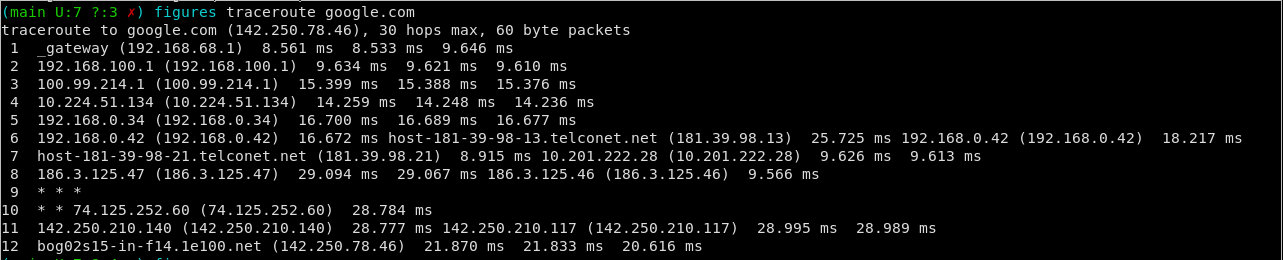 (main U:7 ?:3 ✗) figures traceroute google.com
traceroute to google.com (142.250.78.46), 30 hops max, 60 byte packets
 1  _gateway (192.168.68.1)  8.561 ms  8.533 ms  9.646 ms
 2  192.168.100.1 (192.168.100.1)  9.634 ms  9.621 ms  9.610 ms
 3  100.99.214.1 (100.99.214.1)  15.399 ms  15.388 ms  15.376 ms
 4  10.224.51.134 (10.224.51.134)  14.259 ms  14.248 ms  14.236 ms
 5  192.168.0.34 (192.168.0.34)  16.700 ms  16.689 ms  16.677 ms
 6  192.168.0.42 (192.168.0.42)  16.672 ms host-181-39-98-13.telconet.net (181.39.98.13)  25.725 ms 192.168.0.42 (192.168.0.42)  18.217 ms
 7  host-181-39-98-21.telconet.net (181.39.98.21)  8.915 ms 10.201.222.28 (10.201.222.28)  9.626 ms  9.613 ms
 8  186.3.125.47 (186.3.125.47)  29.094 ms  29.067 ms 186.3.125.46 (186.3.125.46)  9.566 ms
 9  * * *
10  * * 74.125.252.60 (74.125.252.60)  28.784 ms
11  142.250.210.140 (142.250.210.140)  28.777 ms 142.250.210.117 (142.250.210.117)  28.995 ms  28.989 ms
12  bog02s15-in-f14.1e100.net (142.250.78.46)  21.870 ms  21.833 ms  20.616 ms